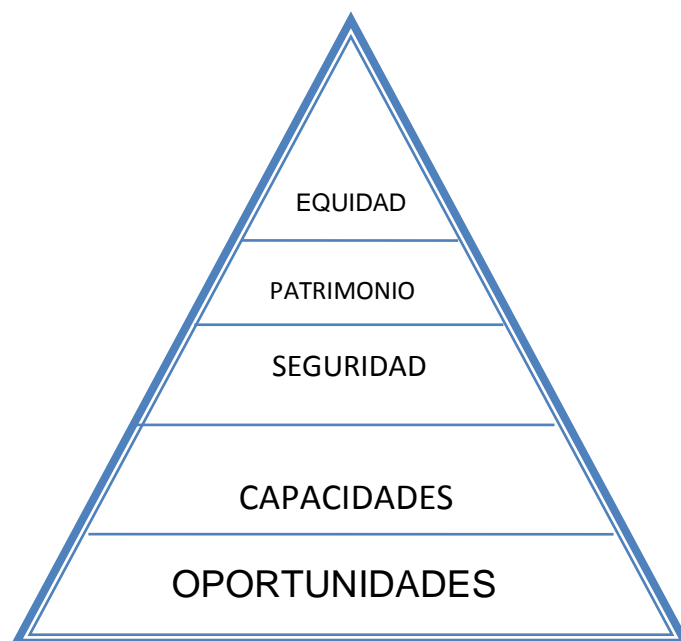 EQUIDAD
PATRIMONIO
SEGURIDAD
CAPACIDADES
OPORTUNIDADES